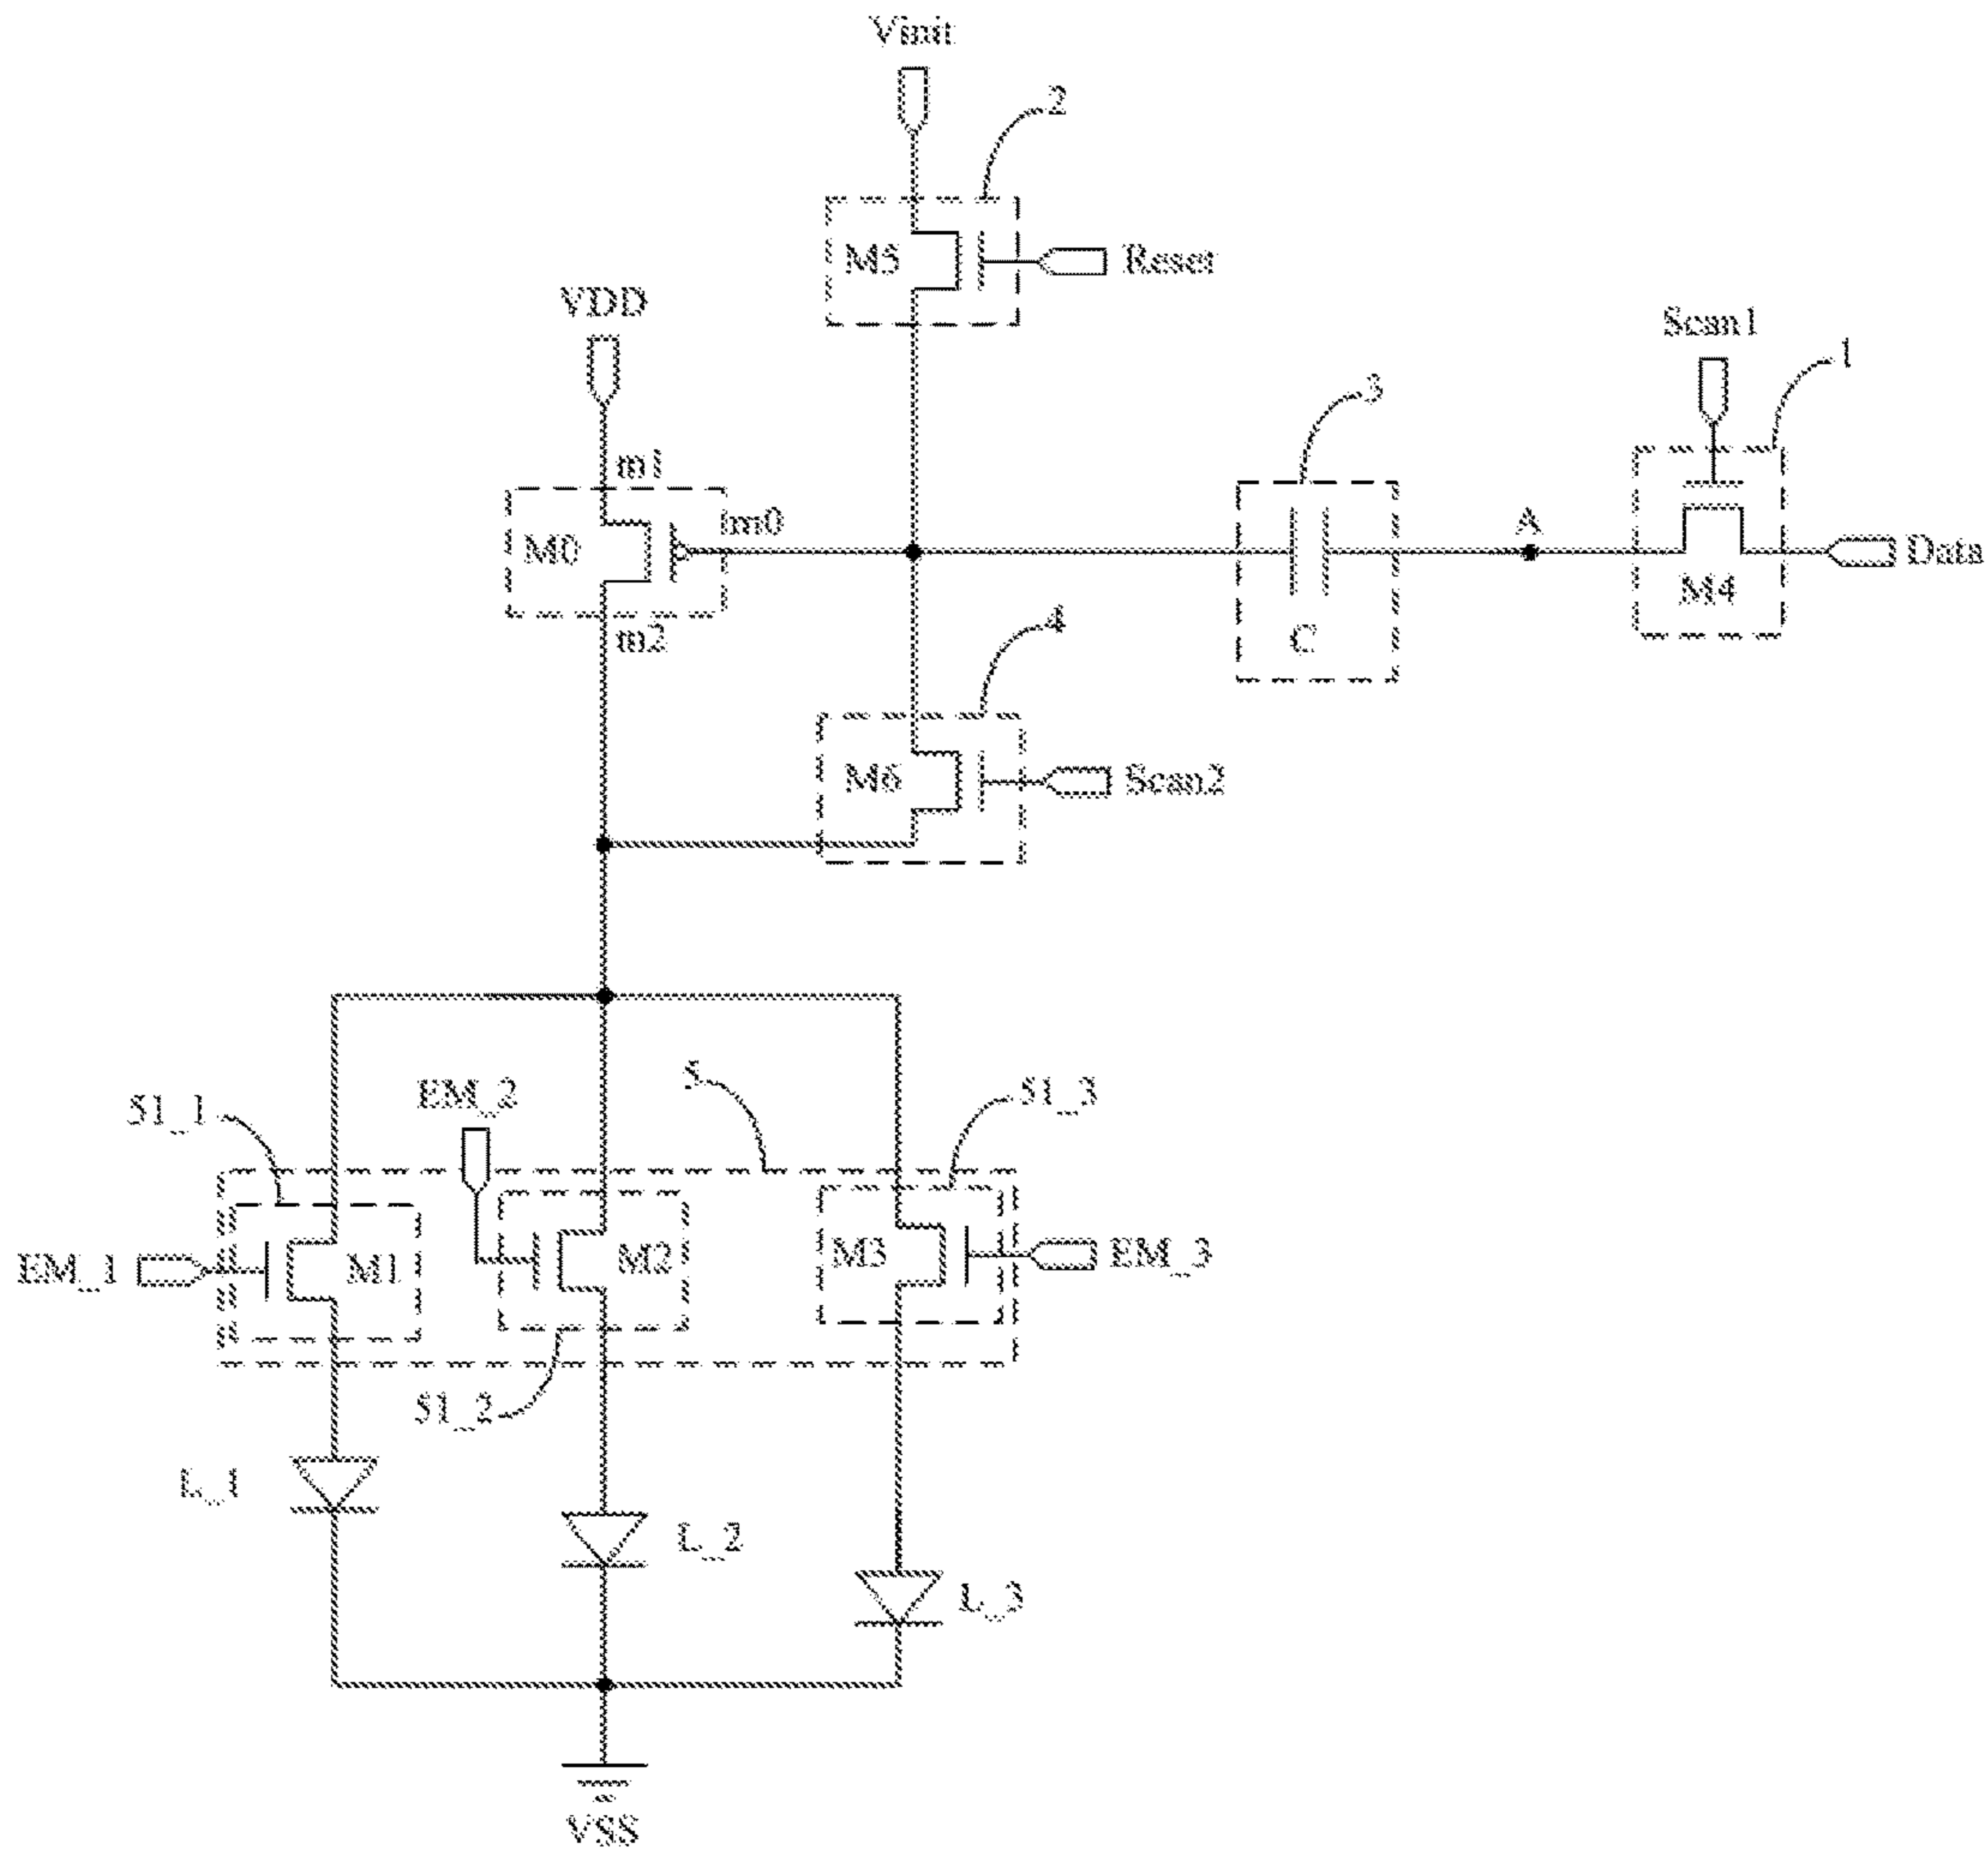 Vinit
2
M5
Reset
VDD
Scan1
1
3
m1
M0
m0
A
Data
M4
m2
C
4
M6
Scan2
5
51_3
EM_2
51_1
EM_1
M1
M2
M3
EM_3
51_2
L_1
L_2
L_3
VSS